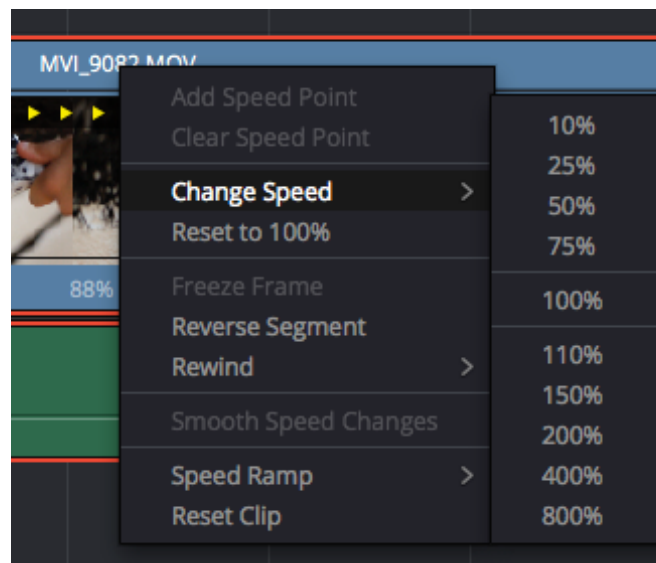 MVI_9082.MOV
88%
Add Speed Point
Clear Speed Point
Change Speed >
Reset to 100%
Freeze Frame
Reverse Segment
Rewind >
Smooth Speed Changes
Speed Ramp >
Reset Clip
10%
25%
50%
75%
100%
110%
150%
200%
400%
800%